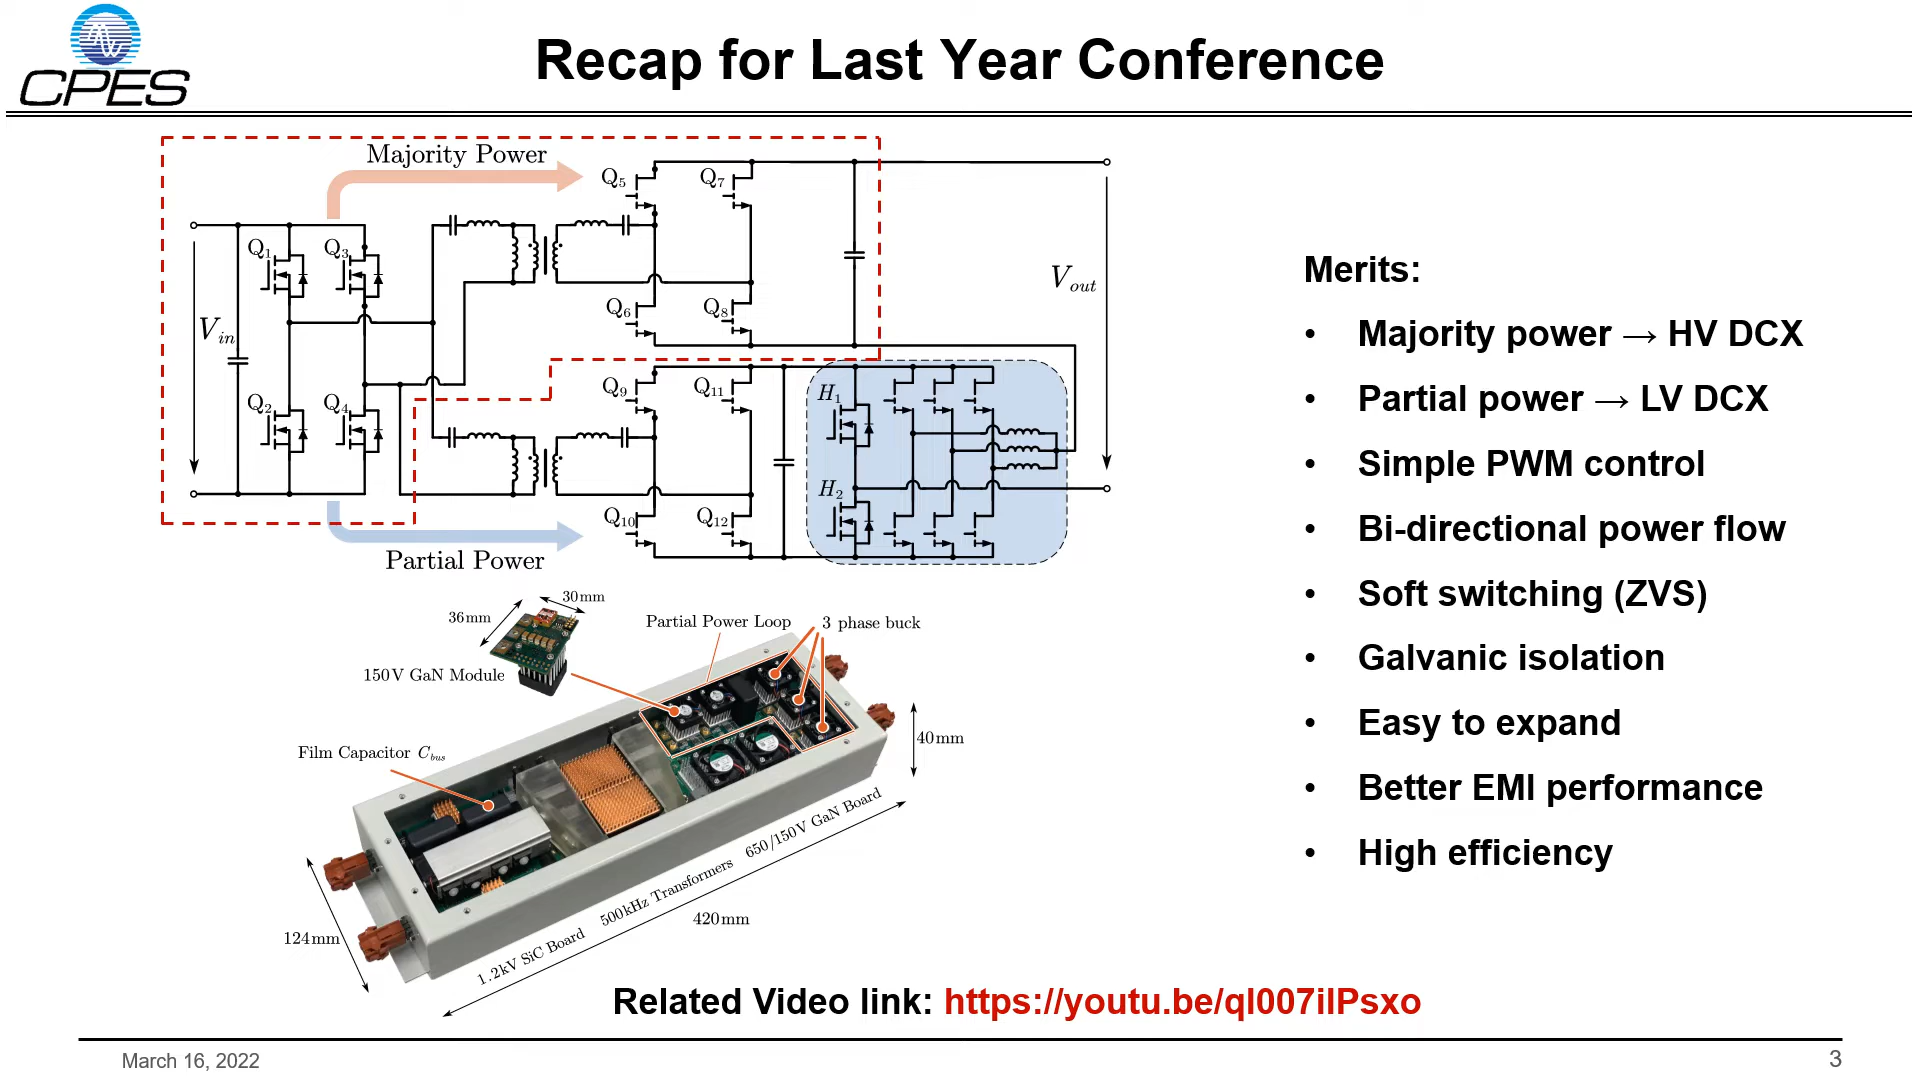 CPES
Recap for Last Year Conference
Majority Power
Q5
Q7
Q1
Q3
Vin
Q6
Q8
Vout
Q2
Q4
Q9
Q11
H1
H2
Q10
Q12
Partial Power
Merits:
• Majority power → HV DCX
• Partial power → LV DCX
• Simple PWM control
• Bi-directional power flow
• Soft switching (ZVS)
• Galvanic isolation
• Easy to expand
• Better EMI performance
• High efficiency
30mm
36mm
150V GaN Module
Partial Power Loop
3 phase buck
Film Capacitor Cbus
40mm
124mm
1.2kV SiC Board
500kHz Transformers
650/150V GaN Board
420mm
Related Video link: https://youtu.be/ql007ilPsxo
March 16, 2022
3